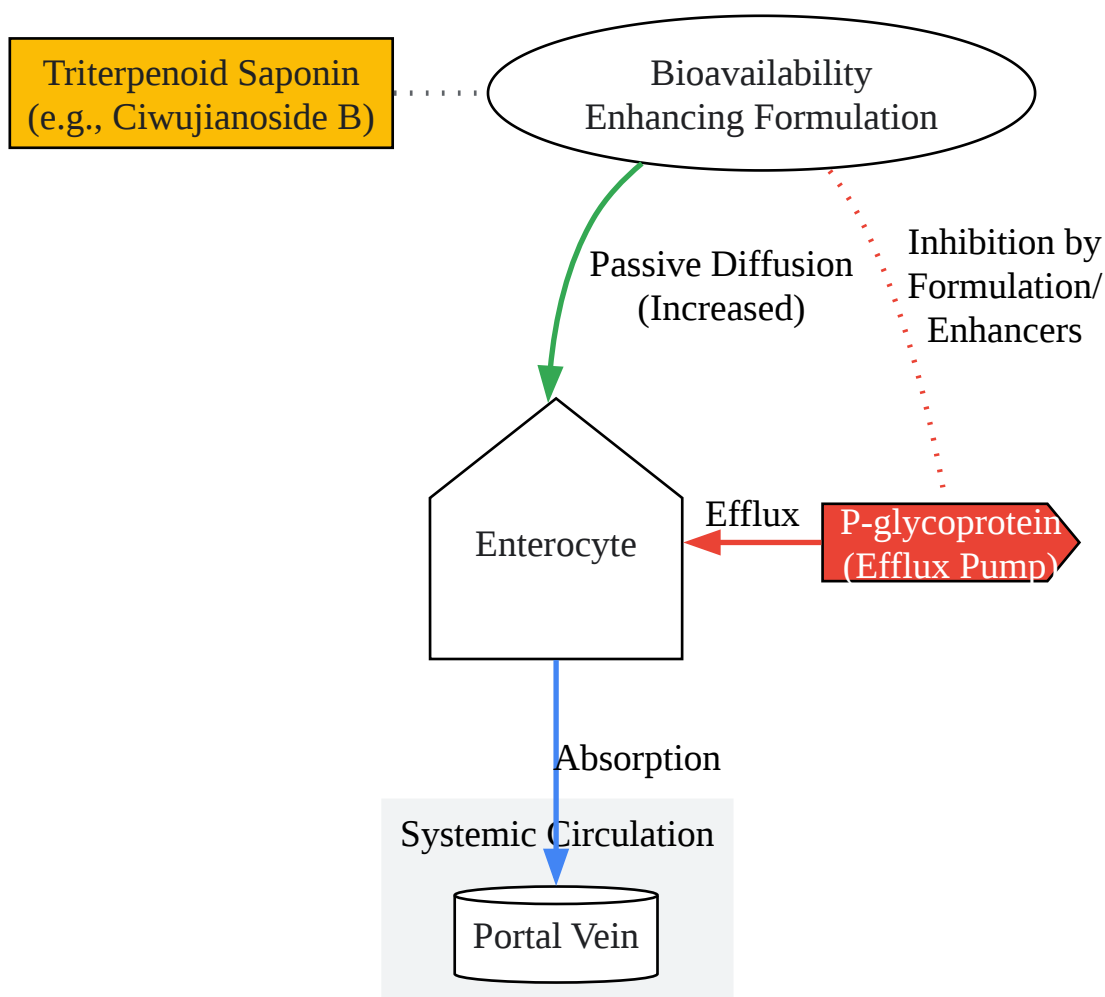 Triterpenoid Saponin
(e.g., Ciwujianoside B)
Bioavailability
Enhancing Formulation
Passive Diffusion
(Increased)
Inhibition by
Formulation/
Enhancers
Enterocyte
Efflux
P-glycoprotein
(Efflux Pump)
Absorption
Systemic Circulation
Portal Vein